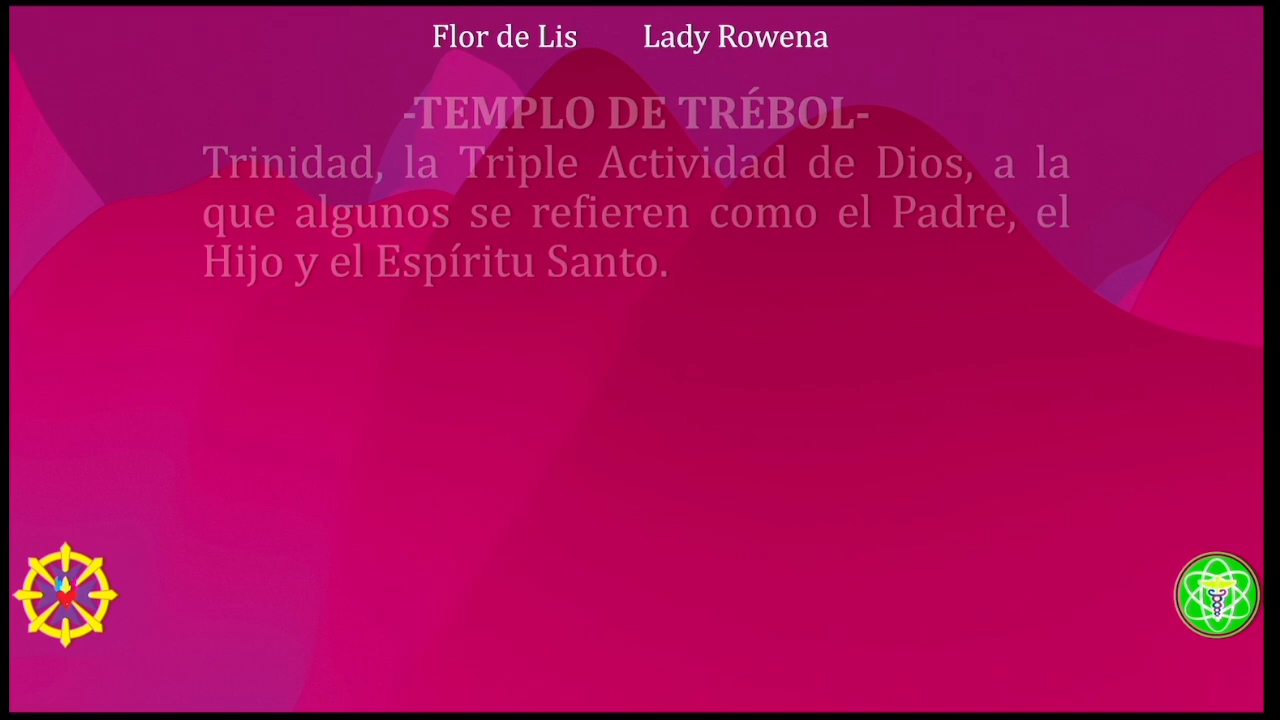 Flor de Lis Lady Rowena
-TEMPLO DE TRÉBOL-
Trinidad, la Triple Actividad de Dios, a la
que algunos se refieren como el Padre, el
Hijo y el Espíritu Santo.